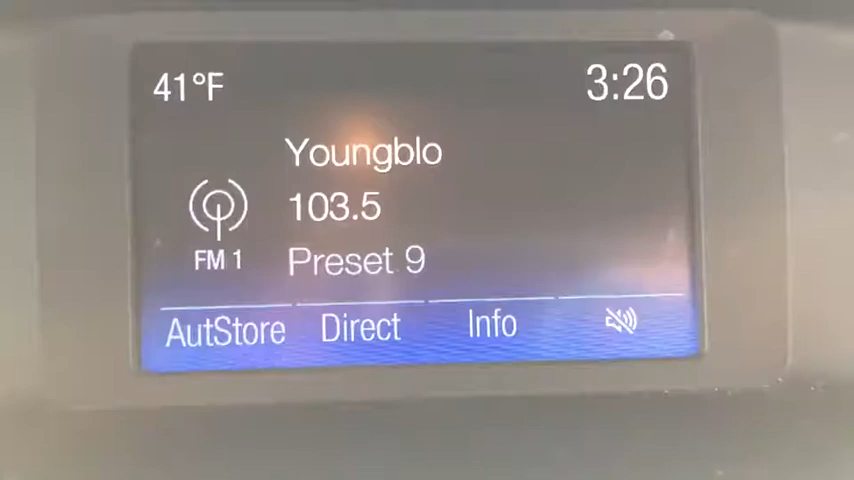 41°F 3:26
Youngblo
103.5
FM 1 Preset 9
AutStore Direct Info